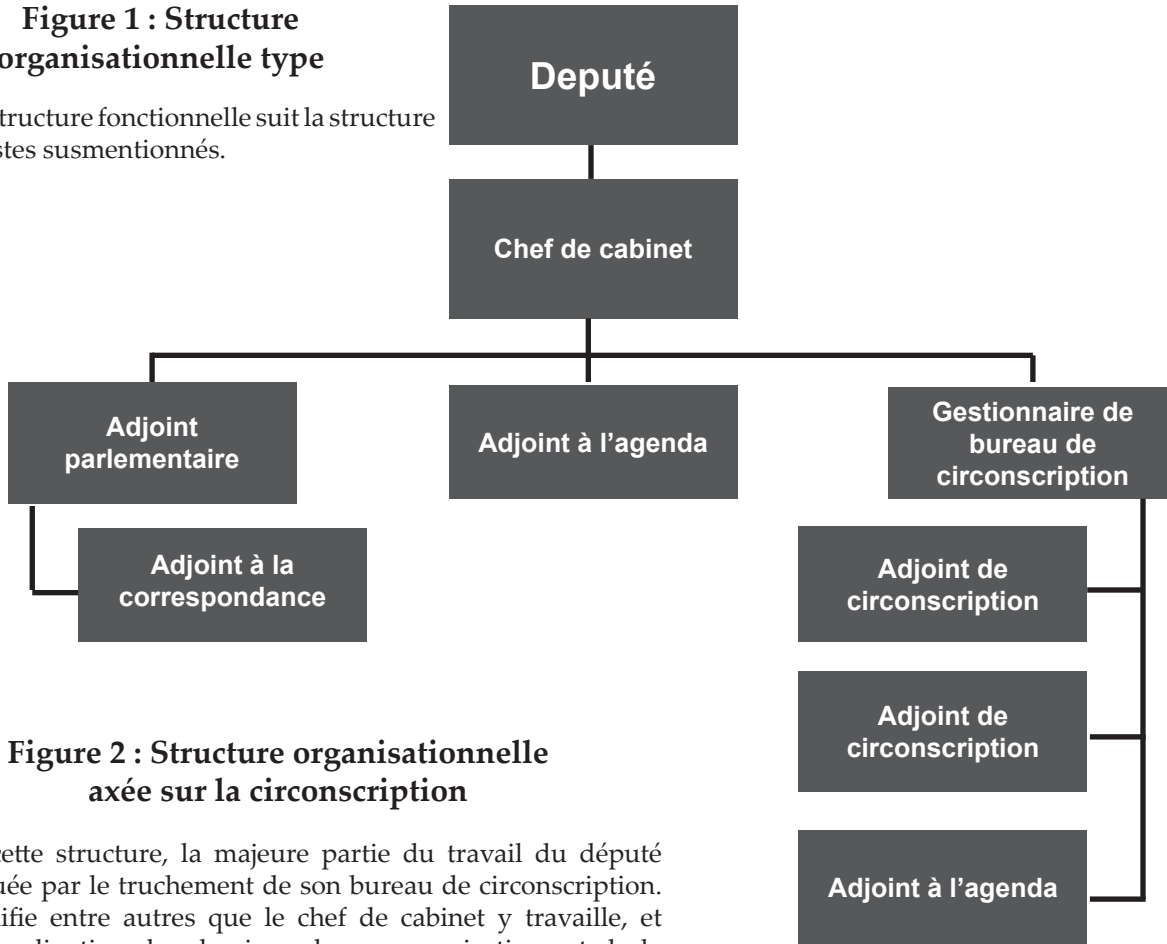 Figure 1 : Structure
organisationnelle type
tructure fonctionnelle suit la structure
stes susmentionnés.
Deputé
Chef de cabinet
Adjoint
parlementaire
Adjoint à l’agenda
Gestionnaire de
bureau de
circonscription
Adjoint à la
correspondance
Adjoint de
circonscription
Adjoint de
circonscription
Adjoint à l’agenda
Figure 2 : Structure organisationnelle
axée sur la circonscription
cette structure, la majeure partie du travail du député
uée par le truchement de son bureau de circonscription.
ifie entre autres que le chef de cabinet y travaille, et